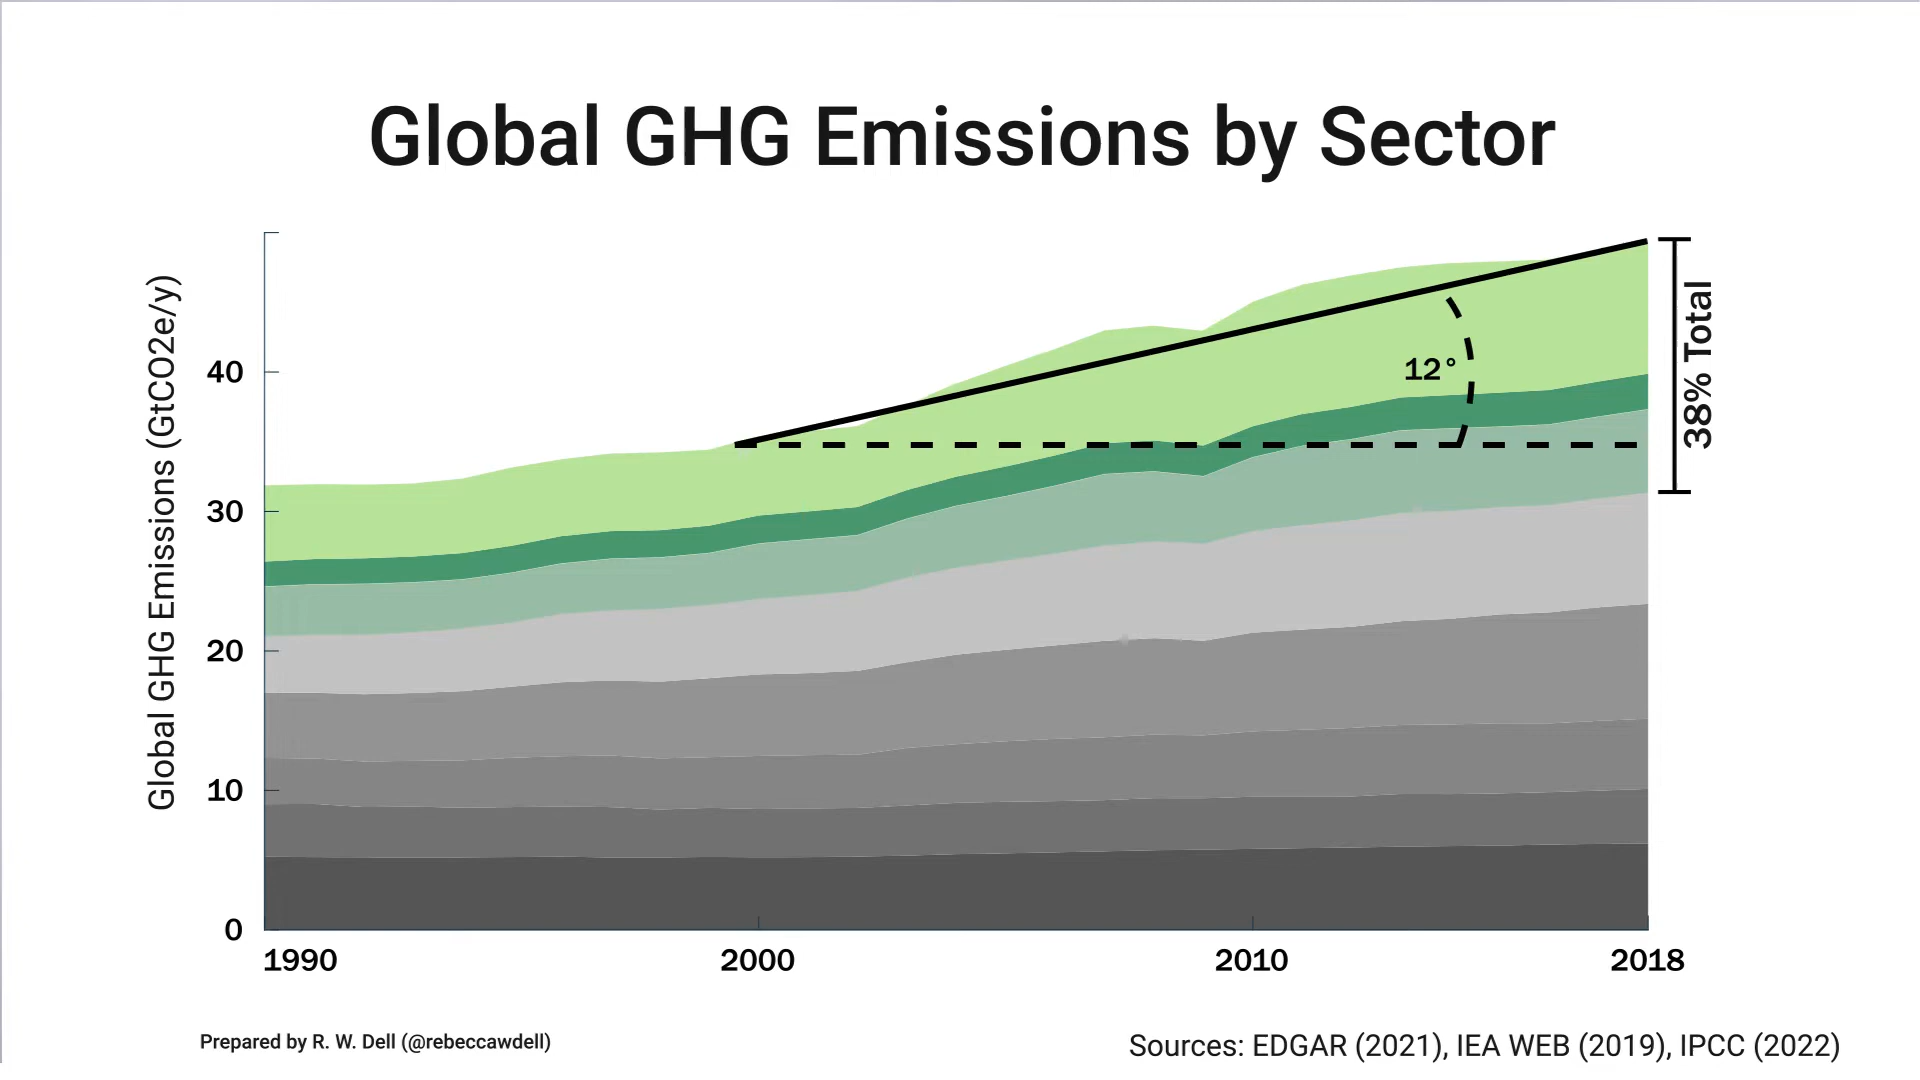 Global GHG Emissions by Sector
Global GHG Emissions (GtCO2e/y)
40
30
20
10
0
1990
2000
2010
2018
12°
38% Total
Prepared by R. W. Dell (@rebeccawdell)
Sources: EDGAR (2021), IEA WEB (2019), IPCC (2022)